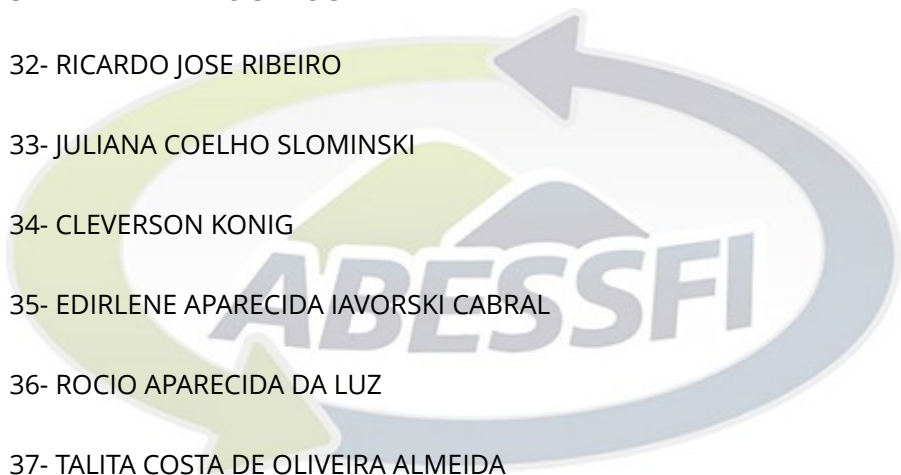 32- RICARDO JOSE RIBEIRO
33- JULIANA COELHO SLOMINSKI
34- CLEVERSON KONIG
ABESSFI
35- EDIRLENE APARECIDA IAVORSKI CABRAL
36- ROCIO APARECIDA DA LUZ
37- TALITA COSTA DE OLIVEIRA ALMEIDA